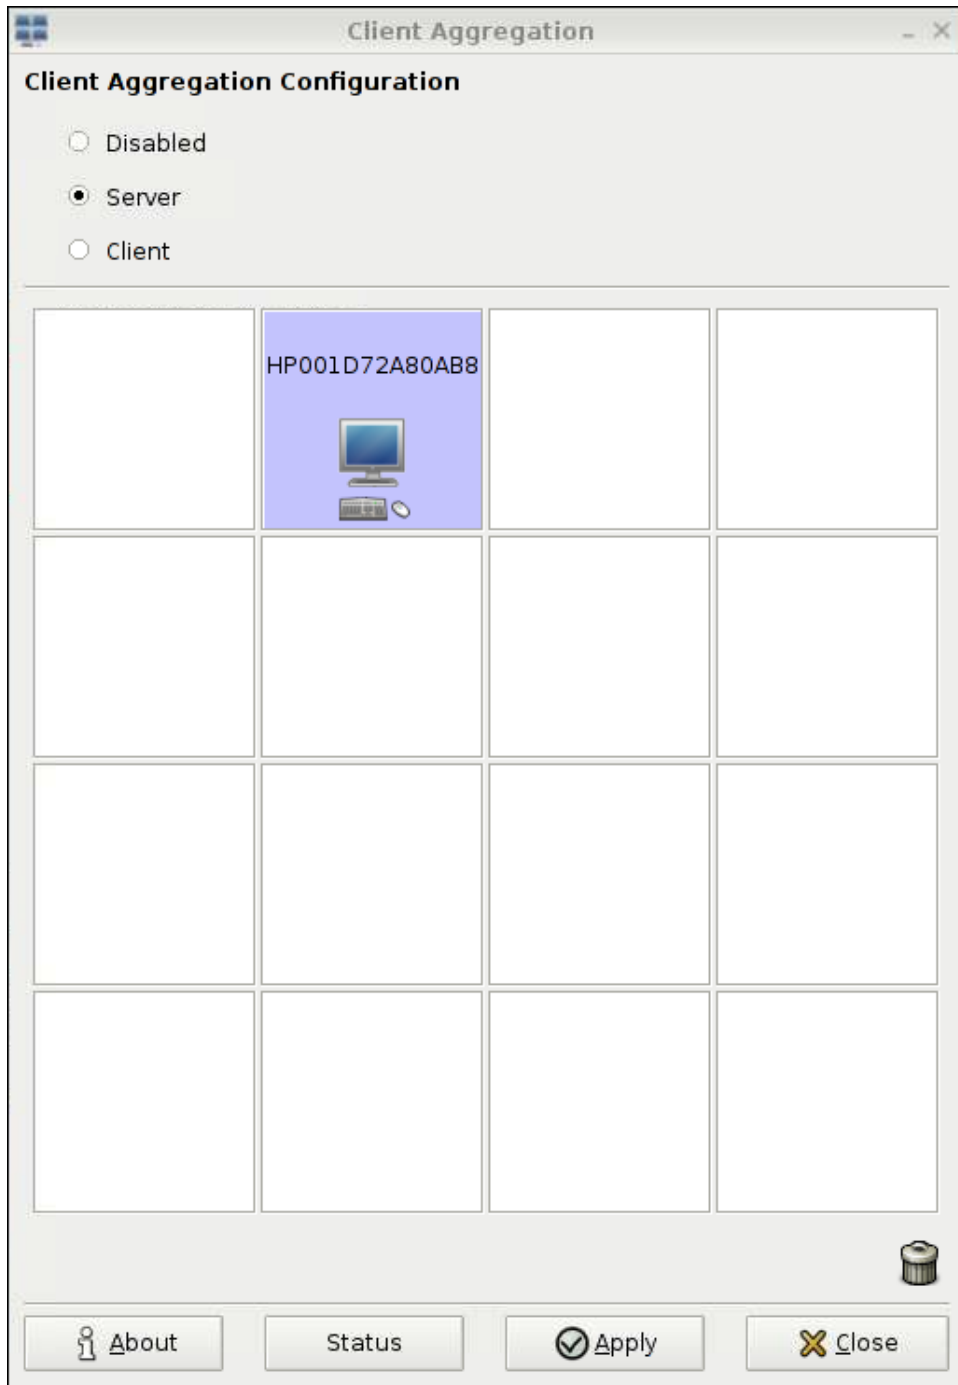 Client Aggregation
Client Aggregation Configuration
Disabled
Server
Client
HP001D72A80AB8
About
Status
Apply
Close